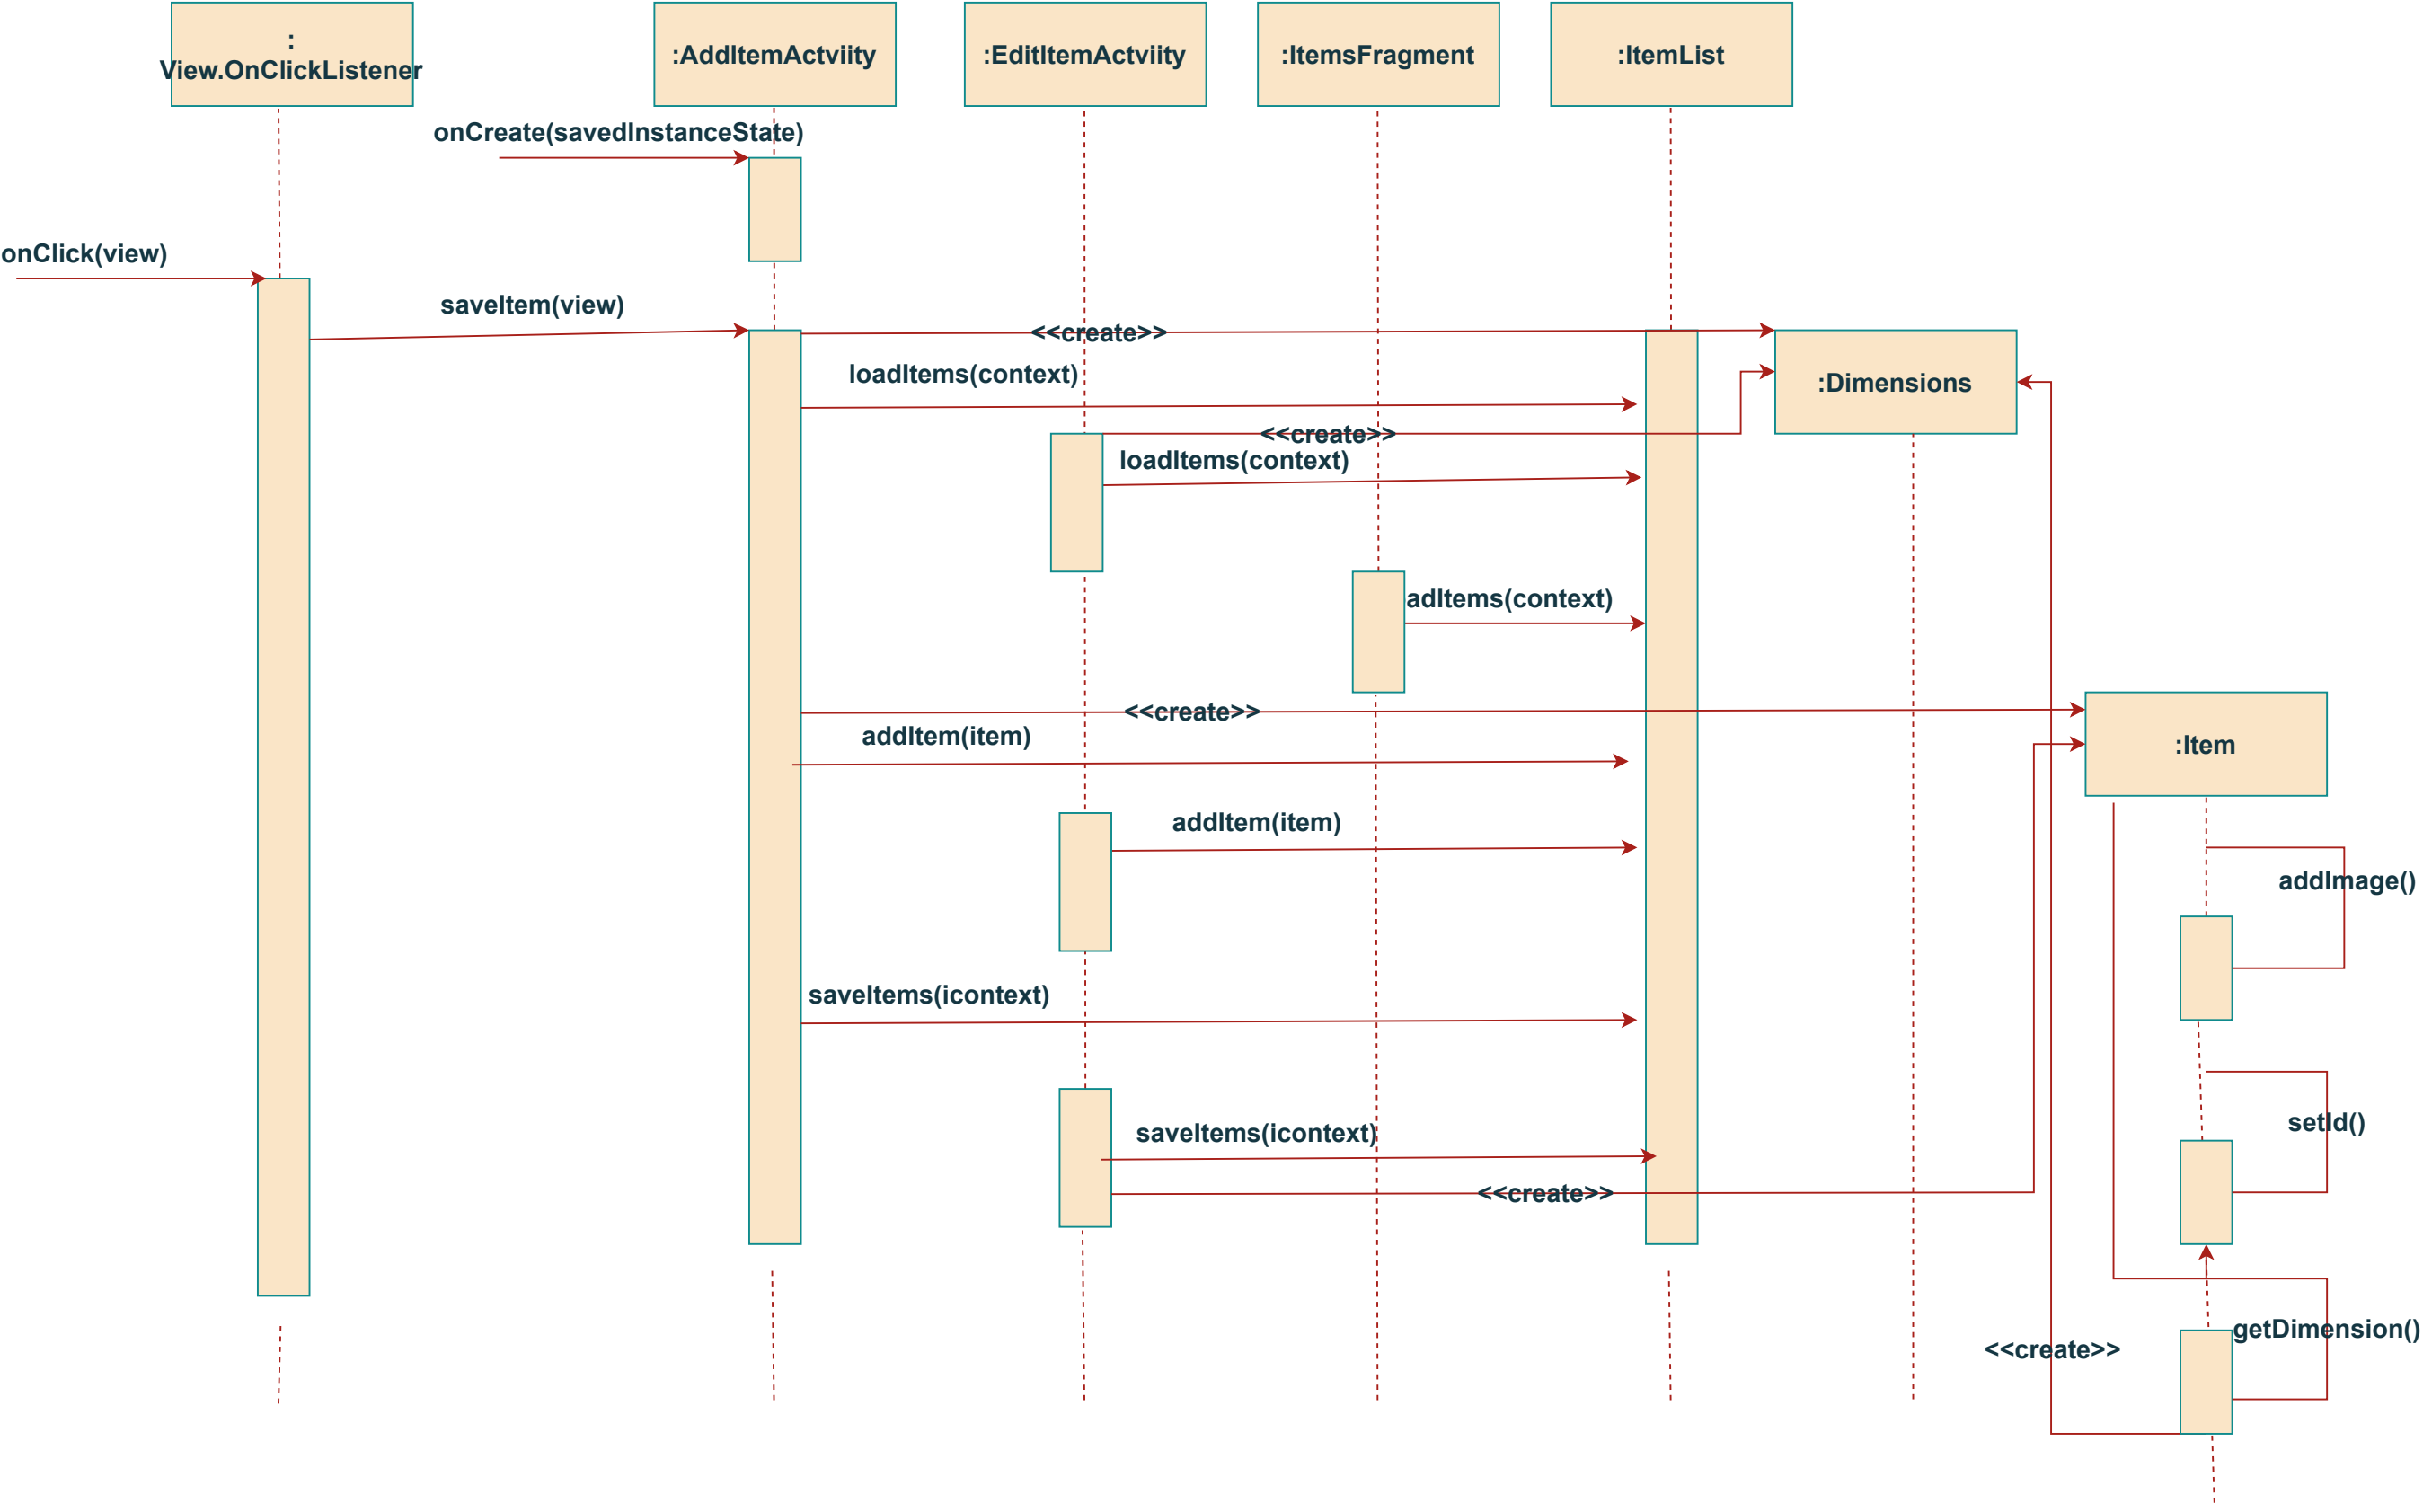 :
View.OnClickListener
:AddItemActviity
:EditItemActviity
:ItemsFragment
:ItemList
onCreate(savedInstanceState)
onClick(view)
saveItem(view)
<<create>>
loadItems(context)
:Dimensions
<<create>>
loadItems(context)
adItems(context)
<<create>>
addItem(item)
:Item
addItem(item)
addImage()
saveItems(icontext)
setId()
saveItems(icontext)
<<create>>
getDimension()
<<create>>